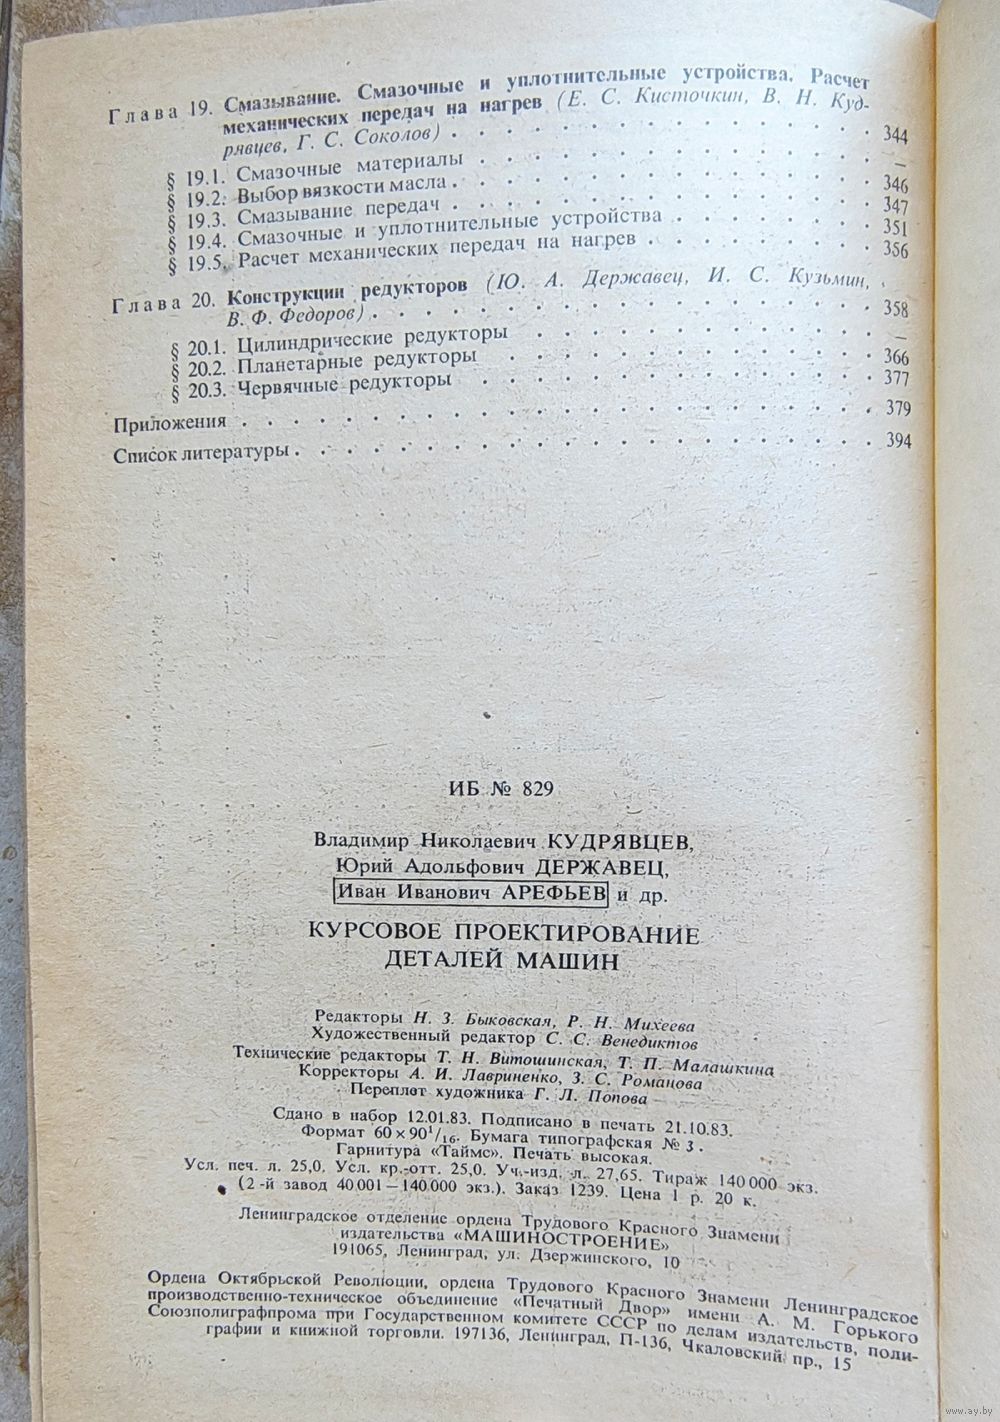 Глава 19. Смазывание. Смазочные и уплотнительные устройства. Расчет
механических передач на нагрев (Е. С. Кисточкин, В. Н. Куд-
рявцев, Г. С. Соколов) . . . . . . . . . . . . . . . . 344
§ 19.1. Смазочные материалы . . . . . . . . . . . . . . . . –
§ 19.2. Выбор вязкости масла . . . . . . . . . . . . . . . . 346
§ 19.3. Смазывание передач . . . . . . . . . . . . . . . . 347
§ 19.4. Смазочные и уплотнительные устройства . . . . . . . . 351
§ 19.5. Расчет механических передач на нагрев . . . . . . . . 356
Глава 20. Конструкции редукторов (Ю. А. Державец, И. С. Кузьмин,
В. Ф. Федоров) . . . . . . . . . . . . . . . . 358
§ 20.1. Цилиндрические редукторы . . . . . . . . . . . . –
§ 20.2. Планетарные редукторы . . . . . . . . . . . . 366
§ 20.3. Червячные редукторы . . . . . . . . . . . . 377
Приложения . . . . . . . . . . . . . . . . 379
Список литературы . . . . . . . . . . . . . . . . 394
ИБ № 829
Владимир Николаевич КУДРЯВЦЕВ,
Юрий Адольфович ДЕРЖАВЕЦ,
Иван Иванович АРЕФЬЕВ и др.
КУРСОВОЕ ПРОЕКТИРОВАНИЕ
ДЕТАЛЕЙ МАШИН
Редакторы Н. З. Быковская, Р. Н. Михеева
Художественный редактор С. С. Венедиктов
Технические редакторы Т. Н. Витошинская, Т. П. Малашкина
Корректоры А. И. Лавриненко, З. С. Романова
Переплет художника Г. Л. Попова
Сдано в набор 12.01.83. Подписано в печать 21.10.83.
Формат 60×90¹/₁₆. Бумага типографская № 3.
Гарнитура «Таймс». Печать высокая.
Усл. печ. л. 25,0. Усл. кр.-отт. 25,0. Уч.-изд. л. 27,65. Тираж 140 000 экз.
(2-й завод 40.001—140.000 экз.). Заказ 1239. Цена 1 р. 20 к.
Ленинградское отделение ордена Трудового Красного Знамени
издательства «МАШИНОСТРОЕНИЕ»
191065, Ленинград, ул. Дзержинского, 10
Ордена Октябрьской Революции, ордена Трудового Красного Знамени Ленинградское
производственно-техническое объединение «Печатный Двор» имени А. М. Горького
Союзполиграфпрома при Государственном комитете СССР по делам издательств, поли-
графии и книжной торговли. 197136, Ленинград, П-136, Чкаловский пр., 15
www.ay.by